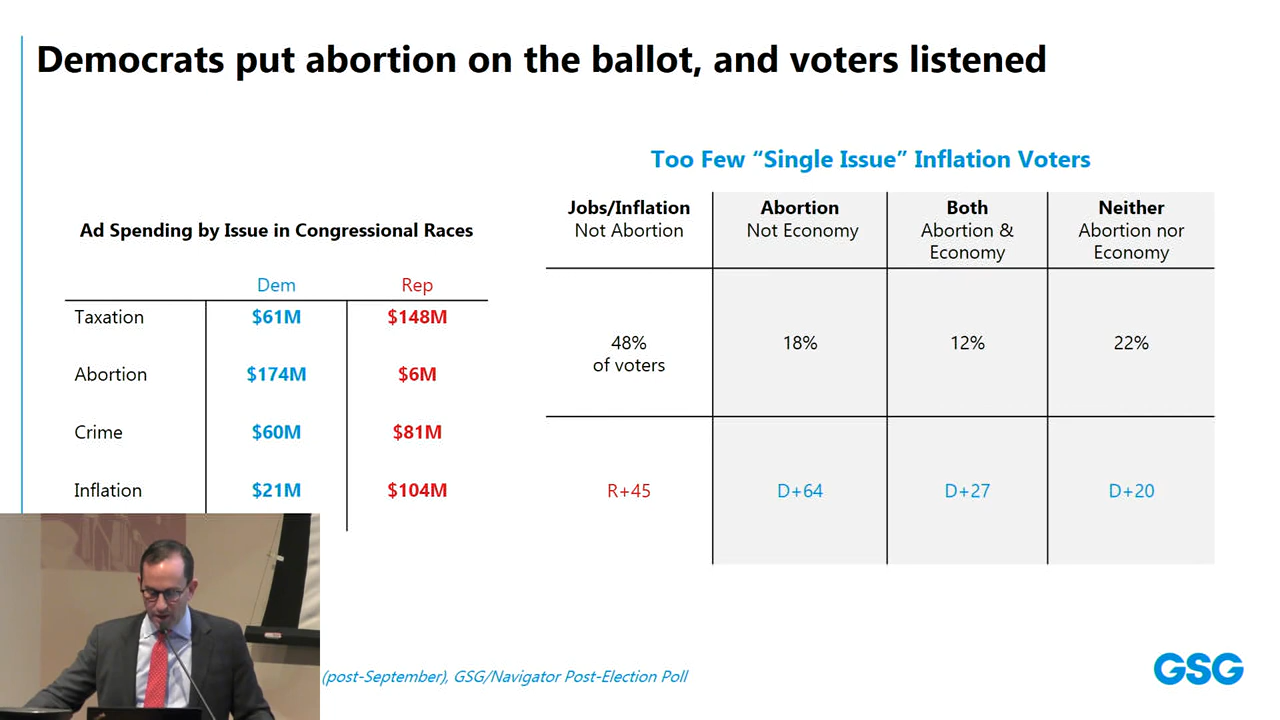 Democrats put abortion on the ballot, and voters listened
Too Few “Single Issue” Inflation Voters
Ad Spending by Issue in Congressional Races
Dem Rep
Taxation $61M $148M
Abortion $174M $6M
Crime $60M $81M
Inflation $21M $104M
Jobs/Inflation Abortion Both Neither
Not Abortion Not Economy Abortion & Abortion nor
Economy Economy
48% 18% 12% 22%
of voters
R+45 D+64 D+27 D+20
(post-September), GSG/Navigator Post-Election Poll
GSG